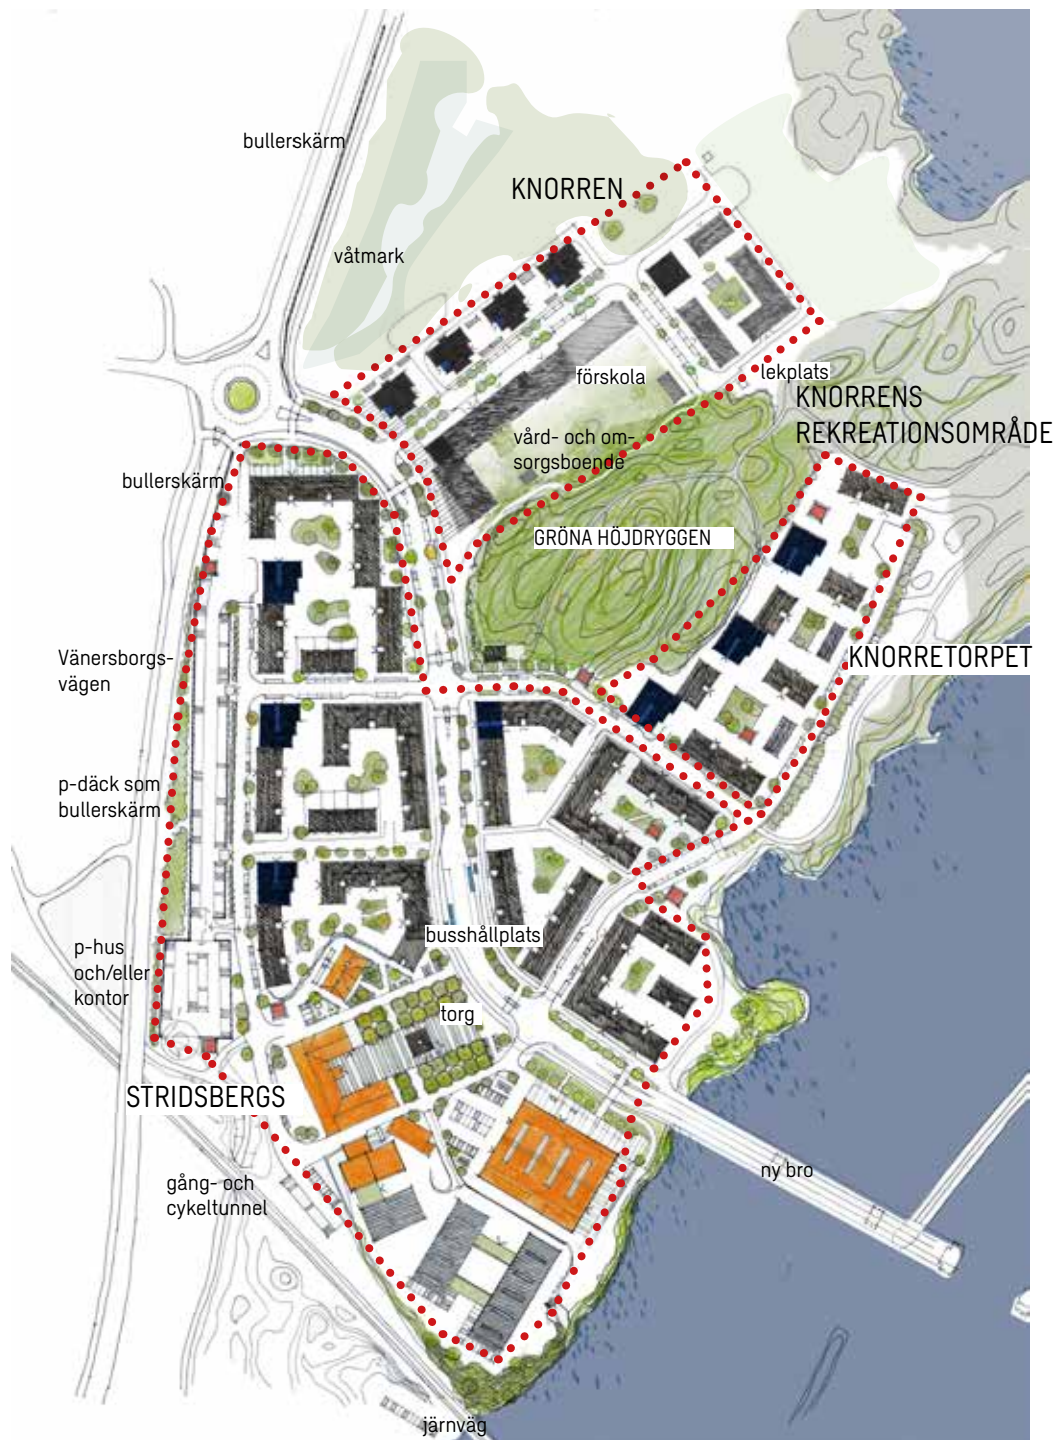 bullerskärm
KNORREN
våtmark
förskola
lekplats
KNORRENS
REKREATIONSOMRÅDE
vård- och om-
sorgsboende
bullerskärm
GRÖNA HÖJDRYGGEN
Vänersborgs-
vägen
KNORRETORPET
p-däck som
bullerskärm
busshållplats
p-hus
och/eller
kontor
torg
STRIDSBERGS
ny bro
gång- och
cykeltunnel
järnväg